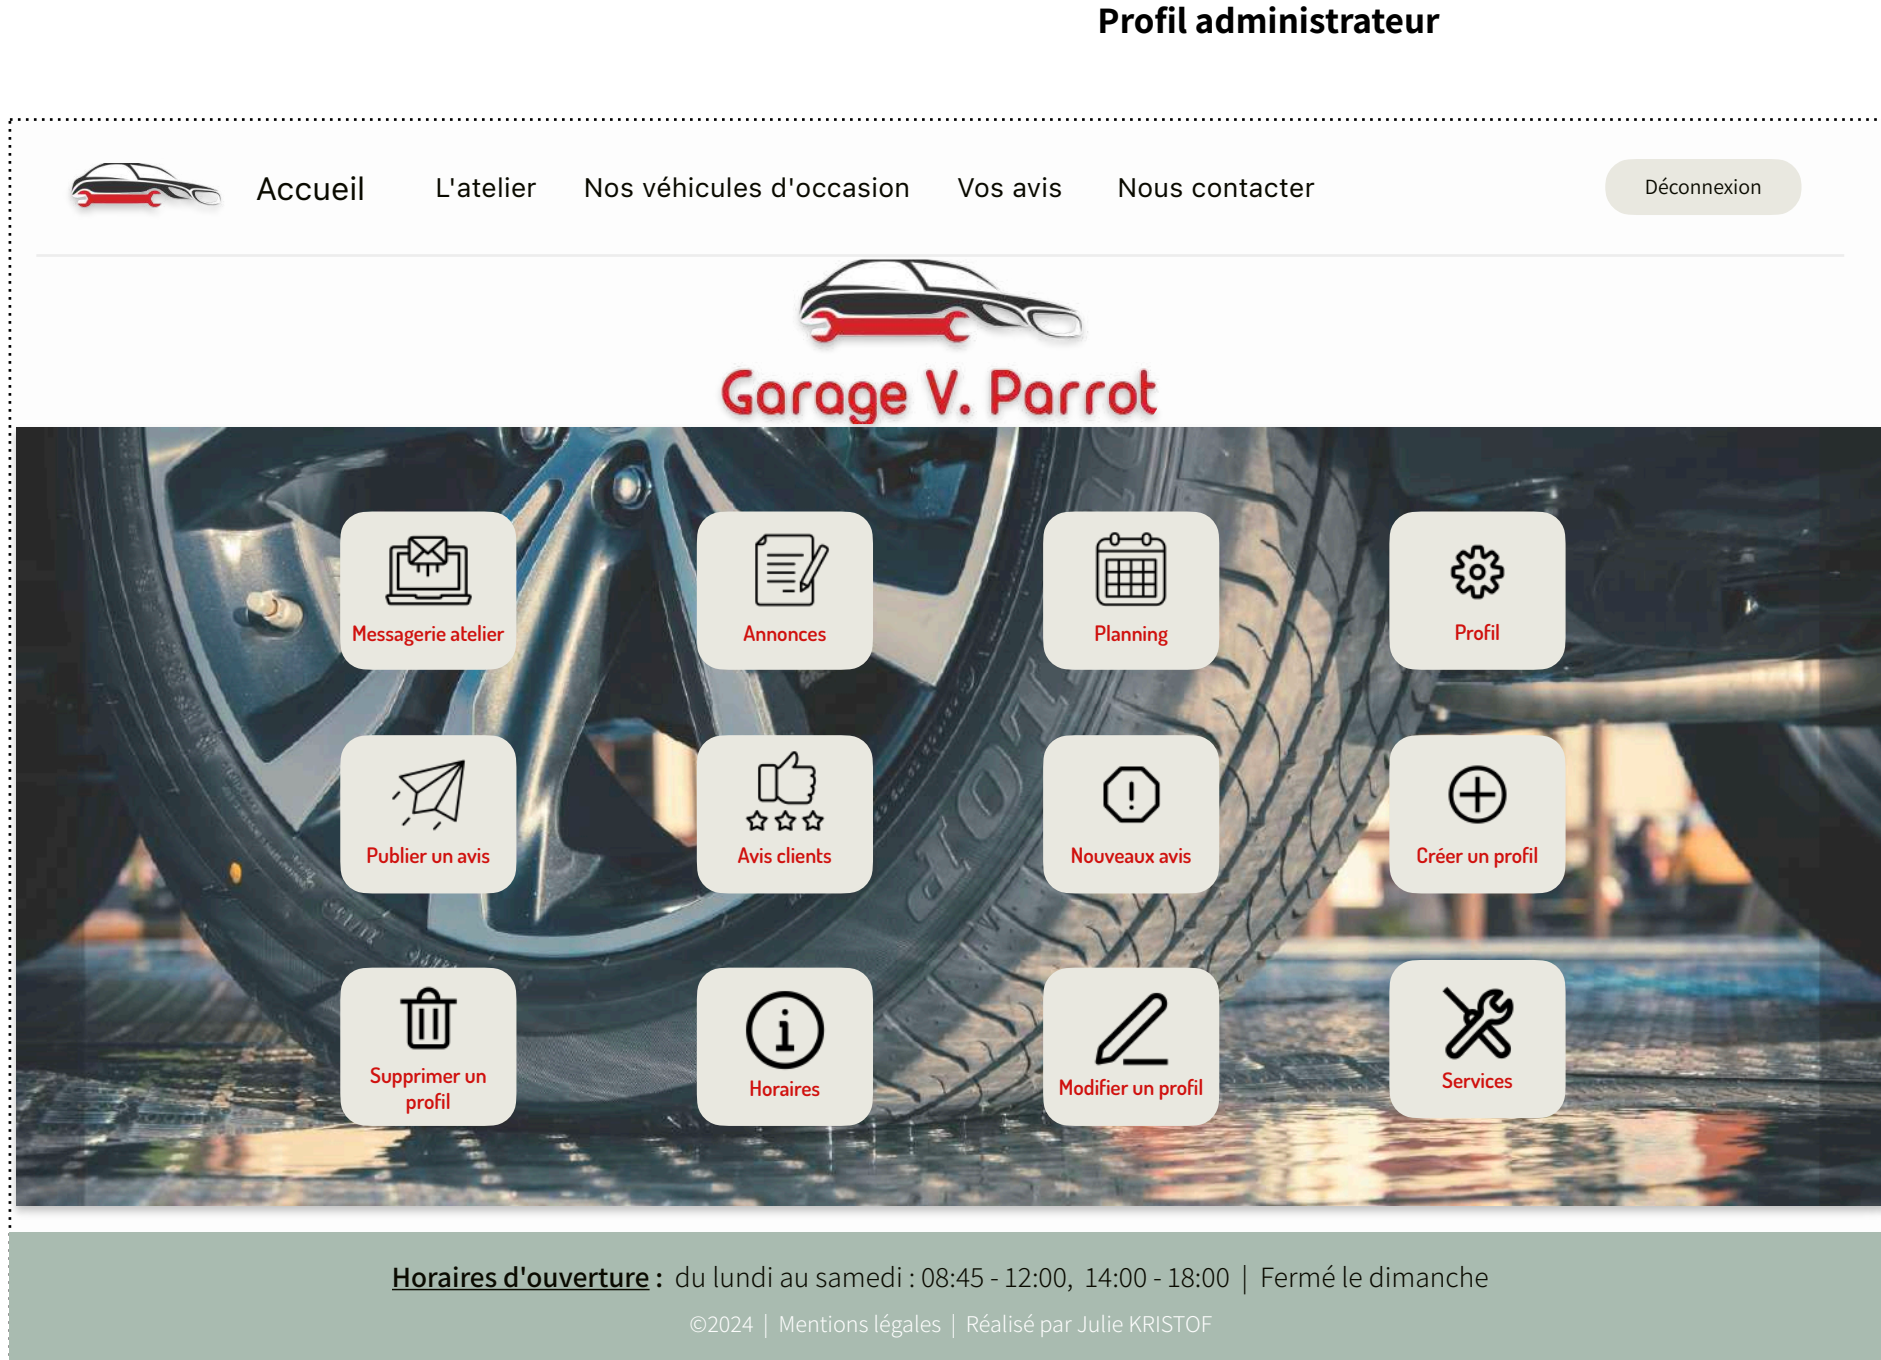 Profil administrateur
Accueil L'atelier Nos véhicules d'occasion Vos avis Nous contacter Déconnexion
Garage V. Parrot
Messagerie atelier Annonces Planning Profil
Publier un avis Avis clients Nouveaux avis Créer un profil
Supprimer un
profil
Horaires Modifier un profil Services
Horaires d'ouverture : du lundi au samedi : 08:45 - 12:00, 14:00 - 18:00 | Fermé le dimanche
©2024 | Mentions légales | Réalisé par Julie KRISTOF